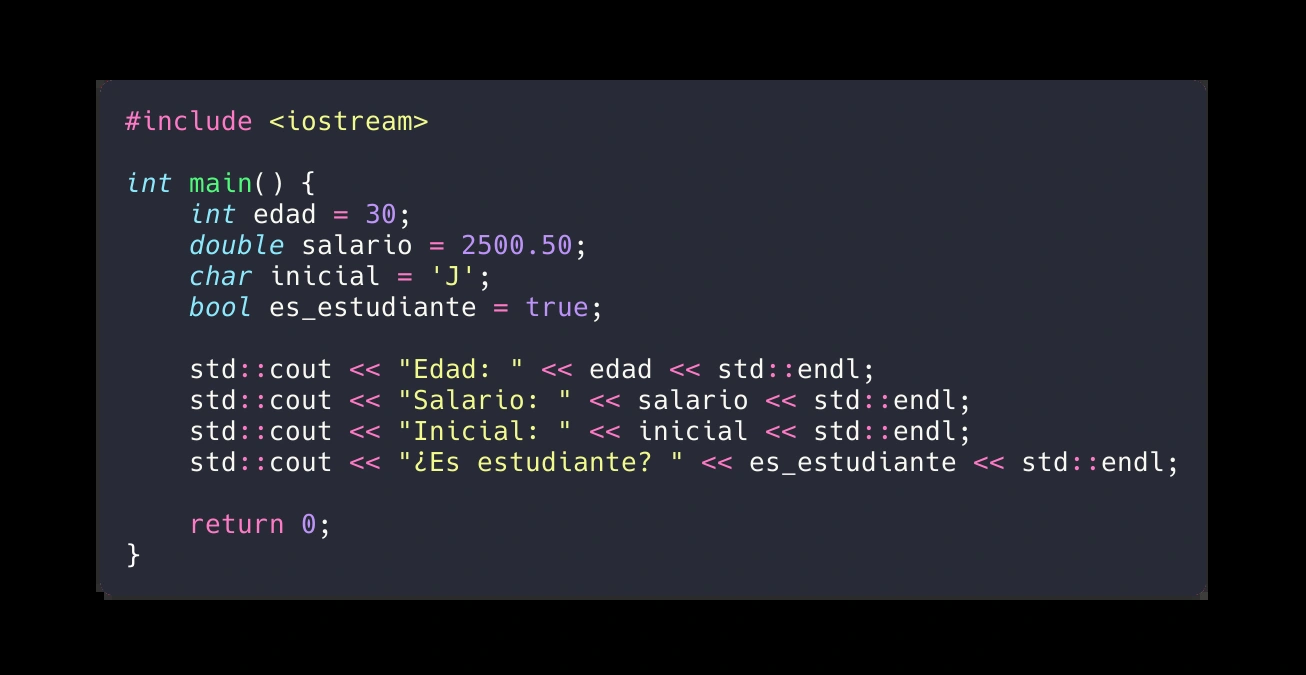 #include <iostream>

int main() {
    int edad = 30;
    double salario = 2500.50;
    char inicial = 'J';
    bool es_estudiante = true;

    std::cout << "Edad: " << edad << std::endl;
    std::cout << "Salario: " << salario << std::endl;
    std::cout << "Inicial: " << inicial << std::endl;
    std::cout << "¿Es estudiante? " << es_estudiante << std::endl;

    return 0;
}